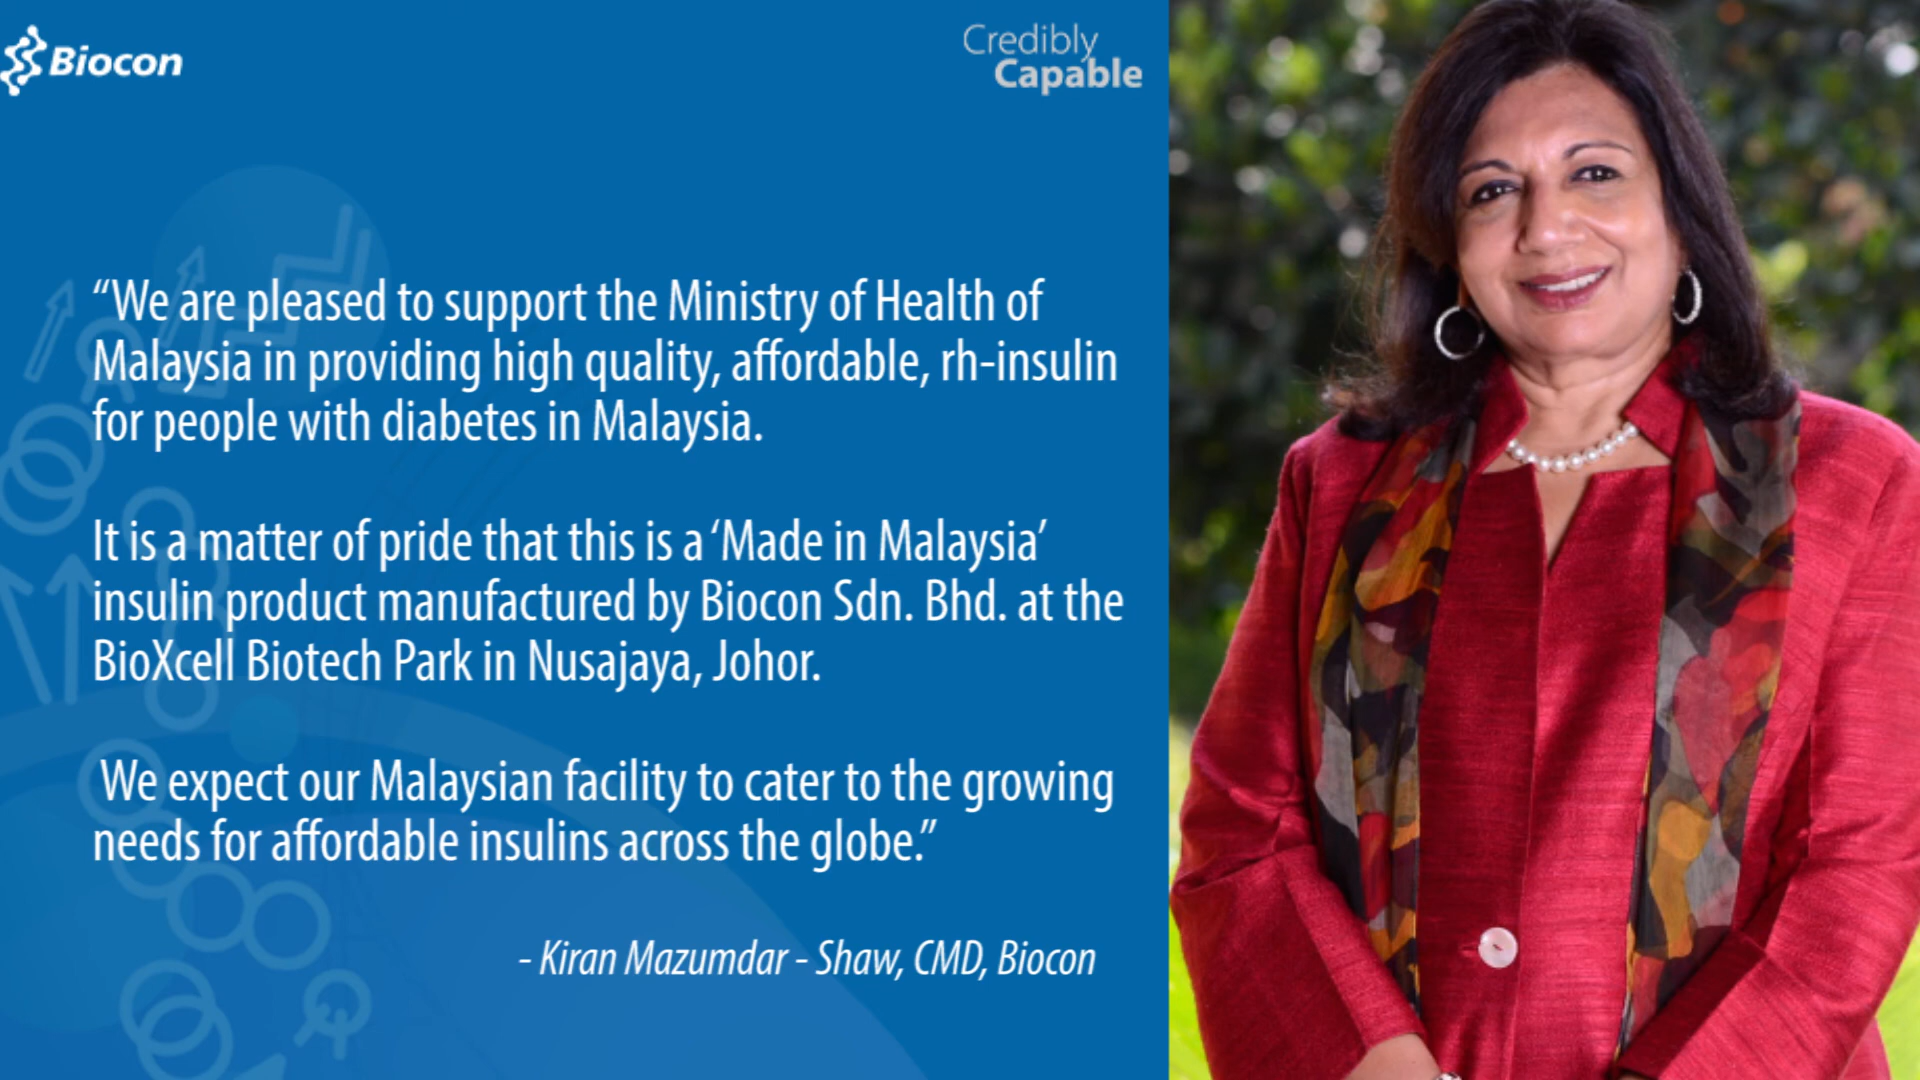 Biocon
Credibly
Capable
“We are pleased to support the Ministry of Health of
Malaysia in providing high quality, affordable, rh-insulin
for people with diabetes in Malaysia.
It is a matter of pride that this is a ‘Made in Malaysia’
insulin product manufactured by Biocon Sdn. Bhd. at the
BioXcell Biotech Park in Nusajaya, Johor.
We expect our Malaysian facility to cater to the growing
needs for affordable insulins across the globe.”
- Kiran Mazumdar - Shaw, CMD, Biocon